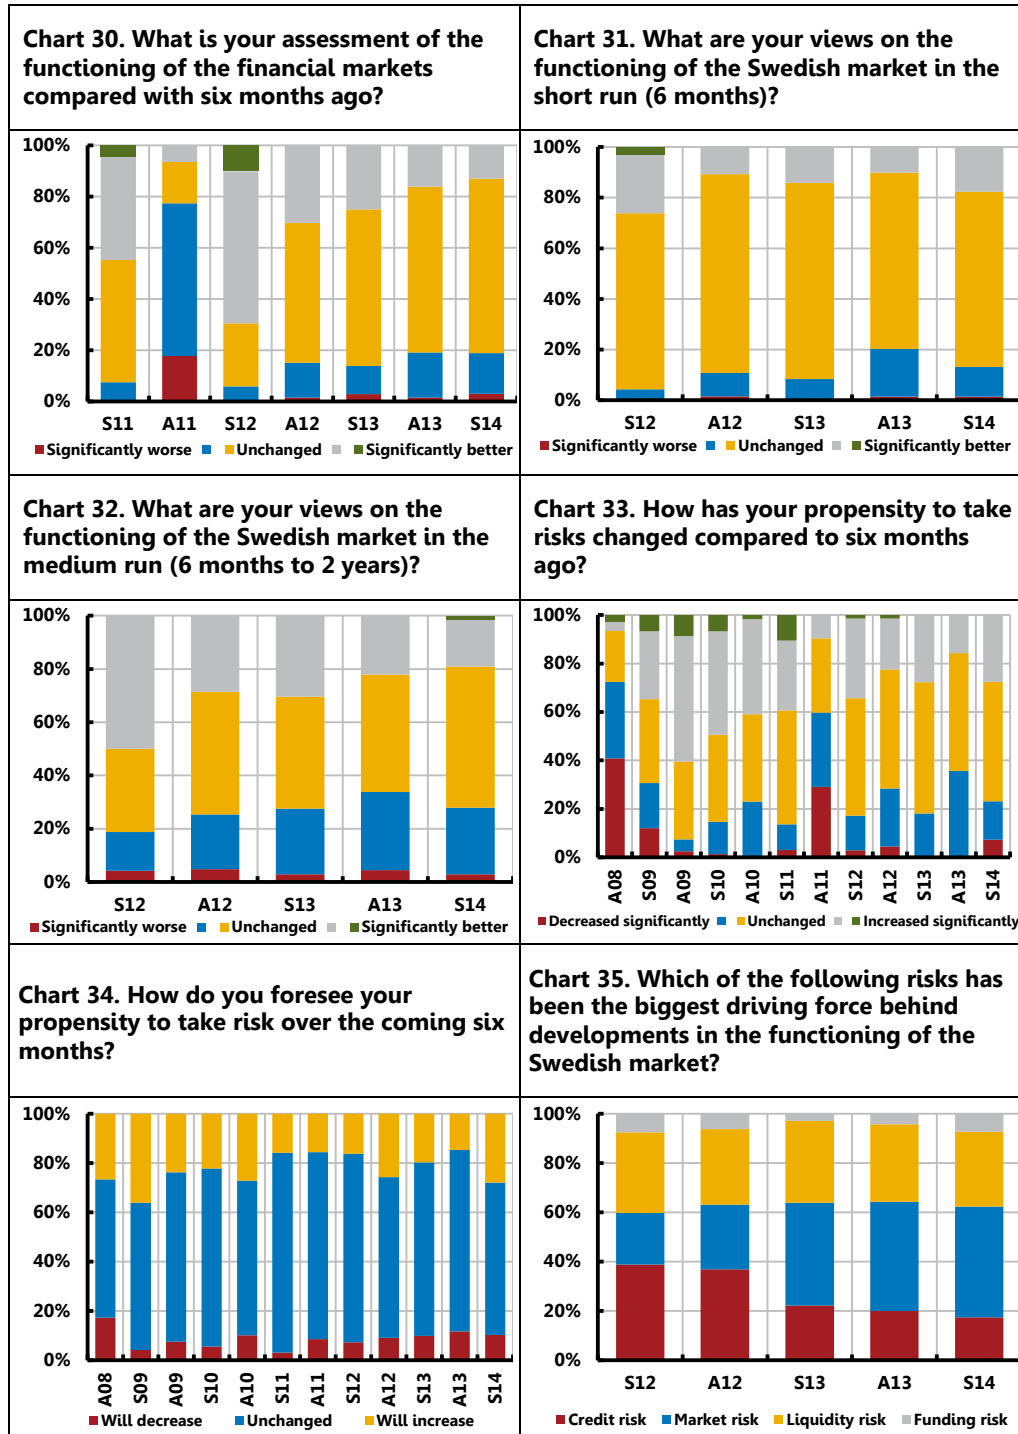 Chart 30. What is your assessment of the
functioning of the financial markets
compared with six months ago?
100%
80%
60%
40%
20%
0%
S11 A11 S12 A12 S13 A13 S14
Significantly worse Unchanged Significantly better
Chart 31. What are your views on the
functioning of the Swedish market in the
short run (6 months)?
100%
80%
60%
40%
20%
0%
S12 A12 S13 A13 S14
Significantly worse Unchanged Significantly better
Chart 32. What are your views on the
functioning of the Swedish market in the
medium run (6 months to 2 years)?
100%
80%
60%
40%
20%
0%
S12 A12 S13 A13 S14
Significantly worse Unchanged Significantly better
Chart 33. How has your propensity to take
risks changed compared to six months
ago?
100%
80%
60%
40%
20%
0%
A08 S09 A09 S10 A10 S11 A11 S12 A12 S13 A13 S14
Decreased significantly Unchanged Increased significantly
Chart 34. How do you foresee your
propensity to take risk over the coming six
months?
100%
80%
60%
40%
20%
0%
A08 S09 A09 S10 A10 S11 A11 S12 A12 S13 A13 S14
Will decrease Unchanged Will increase
Chart 35. Which of the following risks has
been the biggest driving force behind
developments in the functioning of the
Swedish market?
100%
80%
60%
40%
20%
0%
S12 A12 S13 A13 S14
Credit risk Market risk Liquidity risk Funding risk